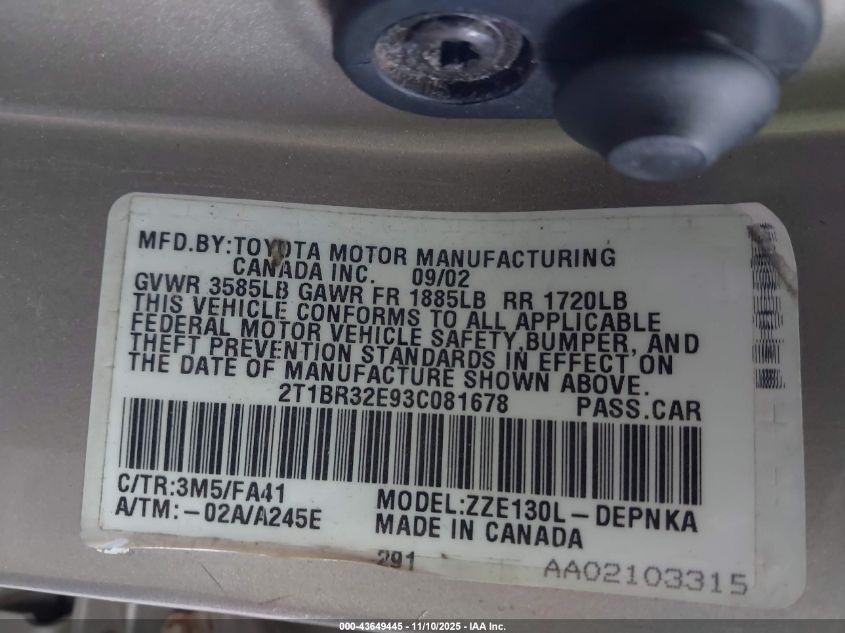 MFD.BY:TOYOTA MOTOR MANUFACTURING
CANADA INC. 09/02
GVWR 3585LB GAWR FR 1885LB RR 1720LB
THIS VEHICLE CONFORMS TO ALL APPLICABLE
FEDERAL MOTOR VEHICLE SAFETY,BUMPER, AND
THEFT PREVENTION STANDARDS IN EFFECT ON
THE DATE OF MANUFACTURE SHOWN ABOVE.
2T1BR32E93C081678 PASS.CAR
C/TR:3M5/FA41 MODEL:ZZE130L-DEPNKA
A/TM:-02A/A245E MADE IN CANADA
291 AA02103315
000-43649445 - 11/10/2025 - IAA Inc.